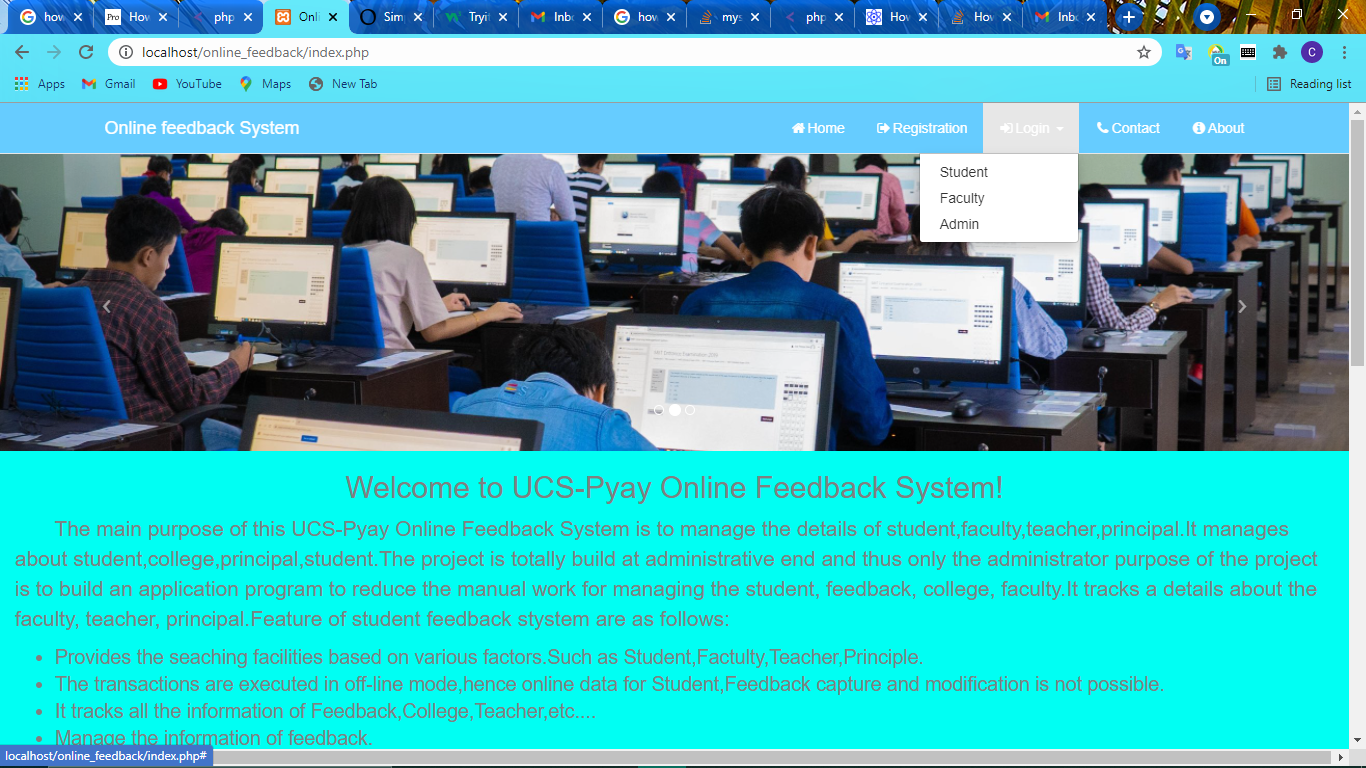 how
Pro How
php
Onli
Sim
Tryit
Inbo
how
mys
php
How
How
Inbo
localhost/online_feedback/index.php
On
C
Apps Gmail YouTube Maps New Tab Reading list
Online feedback System Home Registration Login Contact About
Student
Faculty
Admin
Welcome to UCS-Pyay Online Feedback System!
The main purpose of this UCS-Pyay Online Feedback System is to manage the details of student,faculty,teacher,principal.It manages
about student,college,principal,student.The project is totally build at administrative end and thus only the administrator purpose of the project
is to build an application program to reduce the manual work for managing the student, feedback, college, faculty.It tracks a details about the
faculty, teacher, principal.Feature of student feedback stystem are as follows:
• Provides the seaching facilities based on various factors.Such as Student,Factulty,Teacher,Principle.
• The transactions are executed in off-line mode,hence online data for Student,Feedback capture and modification is not possible.
• It tracks all the information of Feedback,College,Teacher,etc....
• Manage the information of feedback.
localhost/online_feedback/index.php#